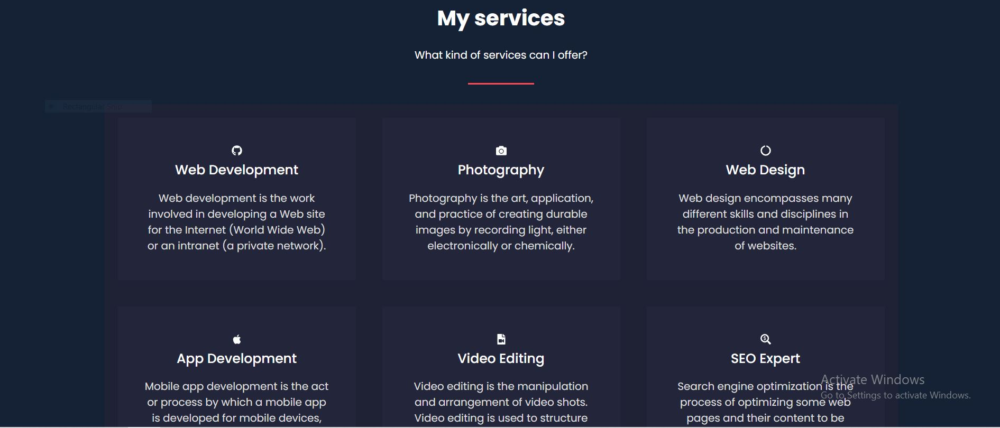 My services
What kind of services can I offer?
Rectangular Snip
Web Development
Web development is the work
involved in developing a Web site
for the Internet (World Wide Web)
or an intranet (a private network).
Photography
Photography is the art, application,
and practice of creating durable
images by recording light, either
electronically or chemically.
Web Design
Web design encompasses many
different skills and disciplines in
the production and maintenance
of websites.
App Development
Mobile app development is the act
or process by which a mobile app
is developed for mobile devices,
Video Editing
Video editing is the manipulation
and arrangement of video shots.
Video editing is used to structure
SEO Expert
Search engine optimization is the
process of optimizing some web
pages and their content to be
Activate Windows
Go to Settings to activate Windows.